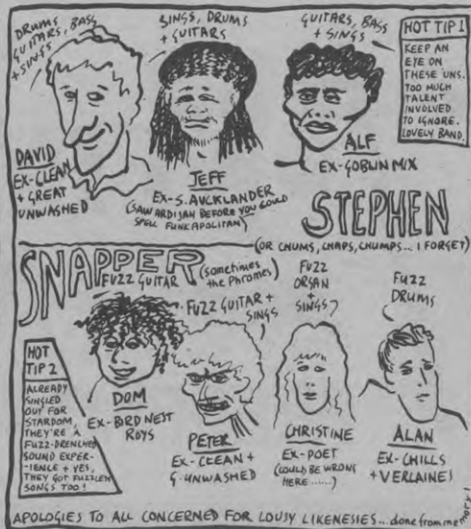 DRUMS, BASS
GUITARS,
+ SINGS
SINGS, DRUMS
+ GUITARS
GUITARS, BASS
+ SINGS
HOT TIP 1
KEEP AN
EYE ON
THESE UNS.
TOO MUCH
TALENT
INVOLVED
TO IGNORE.
LOVELY BAND.
DAVID
EX-CLEAN
+ GREAT
UNWASHED
JEFF
EX-S. AUCKLANDER
(SAW ARDIJAN BEFORE YOU COULD
SPELL FUNKAPOLITAN)
ALF
EX-GOBLIN MIX
STEPHEN
(OR CHUMS, CHAPS, CHUMPS... I FORGET)
SNAPPER (sometimes
the Phromes)
FUZZ GUITAR
FUZZ GUITAR +
SINGS
FUZZ
ORGAN
+
SINGS
FUZZ
DRUMS
HOT
TIP 2
ALREADY
SINGLED
OUT FOR
STARDOM,
THEY'RE A
FUZZ-DRENCHED
SOUND EXPER-
IENCE + YES,
THEY GOT FUZZLEM
SONGS TOO!
DOM
EX-BIRD NEST
ROYS
PETER
EX-CLEAN +
G. UNWASHED
CHRISTINE
EX-POET
(COULD BE WRONG
HERE......)
ALAN
EX-CHILLS
+ VERLAINES
APOLOGIES TO ALL CONCERNED FOR LOUSY LIKENESIES...done from